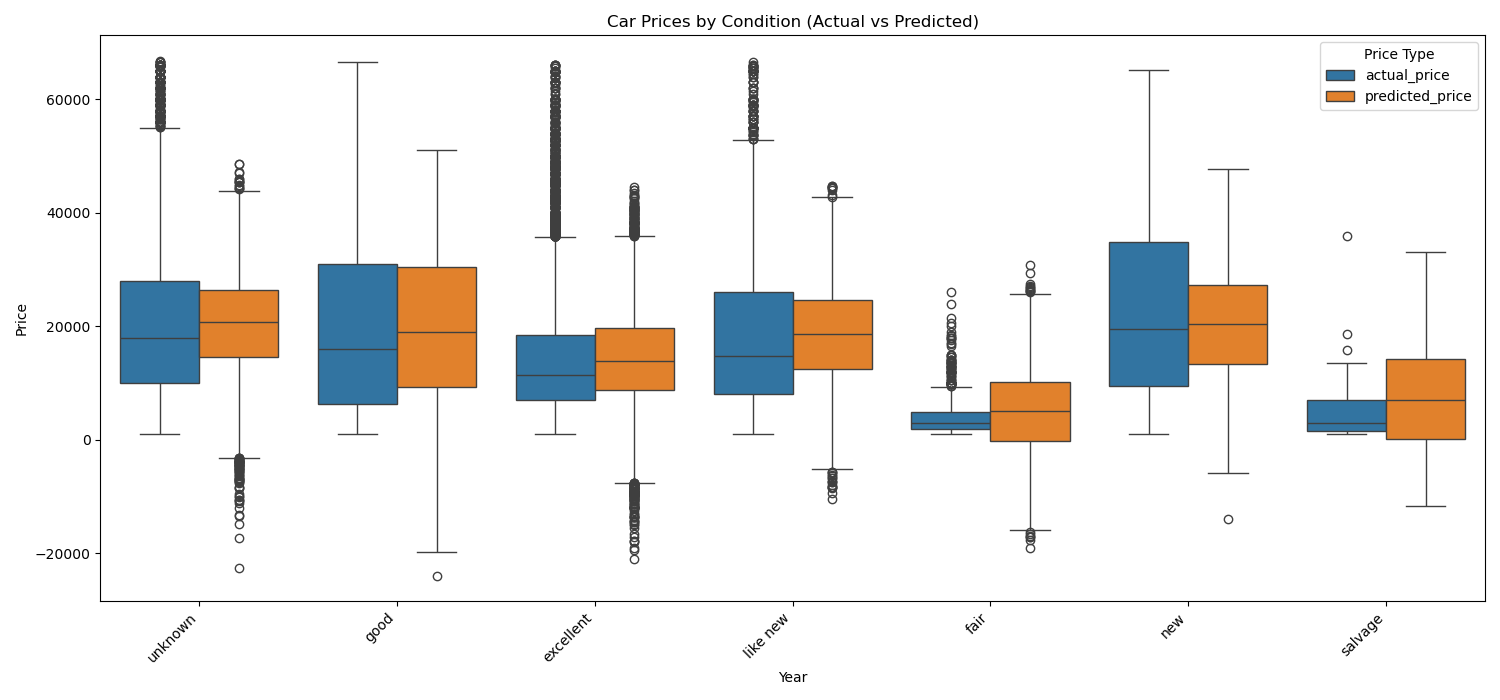 Car Prices by Condition (Actual vs Predicted)
Price Type
actual_price
predicted_price
Price
60000
40000
20000
0
−20000
unknown
good
excellent
like new
fair
new
salvage
Year